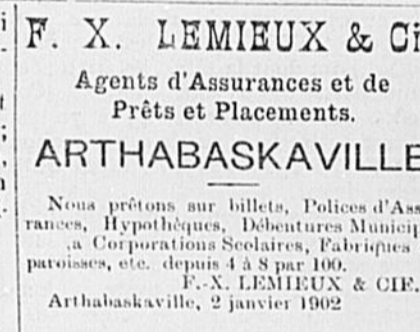 F. X. LEMIEUX & Ci
Agents d'Assurances et de
Prêts et Placements.
ARTHABASKAVILLE
Nous prêtons sur billets, Polices d'Ass
rances, Hypothèques, Débentures Municip
,a Corporations Scolaires, Fabriques
paroisses, etc. depuis 4 à 8 par 100.
F.-X. LEMIEUX & CIE.
Arthabaskaville, 2 janvier 1902